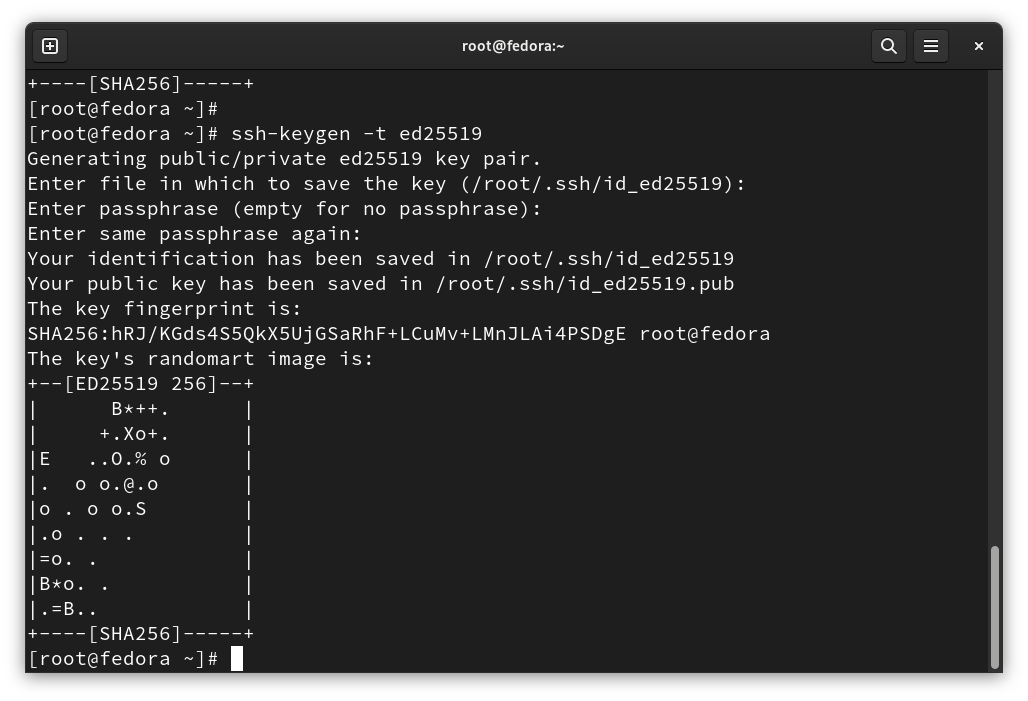 root@fedora:~
+----[SHA256]-----+
[root@fedora ~]#
[root@fedora ~]# ssh-keygen -t ed25519
Generating public/private ed25519 key pair.
Enter file in which to save the key (/root/.ssh/id_ed25519):
Enter passphrase (empty for no passphrase):
Enter same passphrase again:
Your identification has been saved in /root/.ssh/id_ed25519
Your public key has been saved in /root/.ssh/id_ed25519.pub
The key fingerprint is:
SHA256:hRJ/KGds4S5QkX5UjGSaRhF+LCuMv+LMnJLAi4PSDgE root@fedora
The key's randomart image is:
+--[ED25519 256]--+
|      B*++.      |
|     +.Xo+.      |
|E   ..O.% o      |
|.  o o.@.o       |
|o . o o.S        |
|.o . . .         |
|=o. .            |
|B*o. .           |
|.=B..            |
+----[SHA256]-----+
[root@fedora ~]#